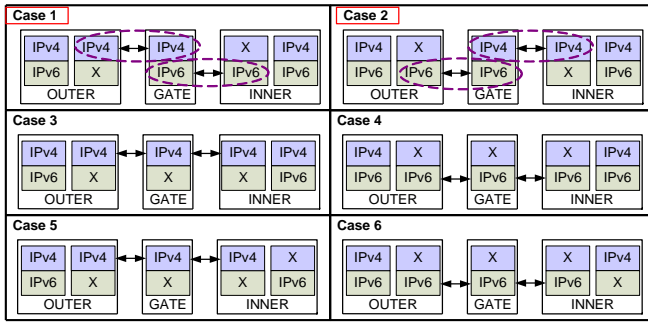 Case 1
IPv4 IPv4 IPv4 X IPv4
IPv6 X IPv6 IPv6 IPv6
OUTER GATE INNER
Case 2
IPv4 X IPv4 IPv4 IPv4
IPv6 IPv6 IPv6 X IPv6
OUTER GATE INNER
Case 3
IPv4 IPv4 IPv4 IPv4 IPv4
IPv6 X X X IPv6
OUTER GATE INNER
Case 4
IPv4 X X X IPv4
IPv6 IPv6 IPv6 IPv6 IPv6
OUTER GATE INNER
Case 5
IPv4 IPv4 IPv4 IPv4 X
IPv6 X X X IPv6
OUTER GATE INNER
Case 6
IPv4 X X X IPv4
IPv6 IPv6 IPv6 IPv6 X
OUTER GATE INNER